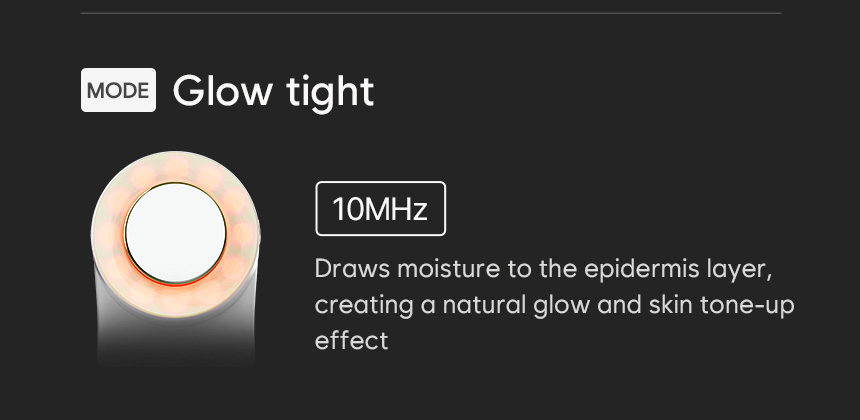 MODE Glow tight
10MHz
Draws moisture to the epidermis layer,
creating a natural glow and skin tone-up
effect